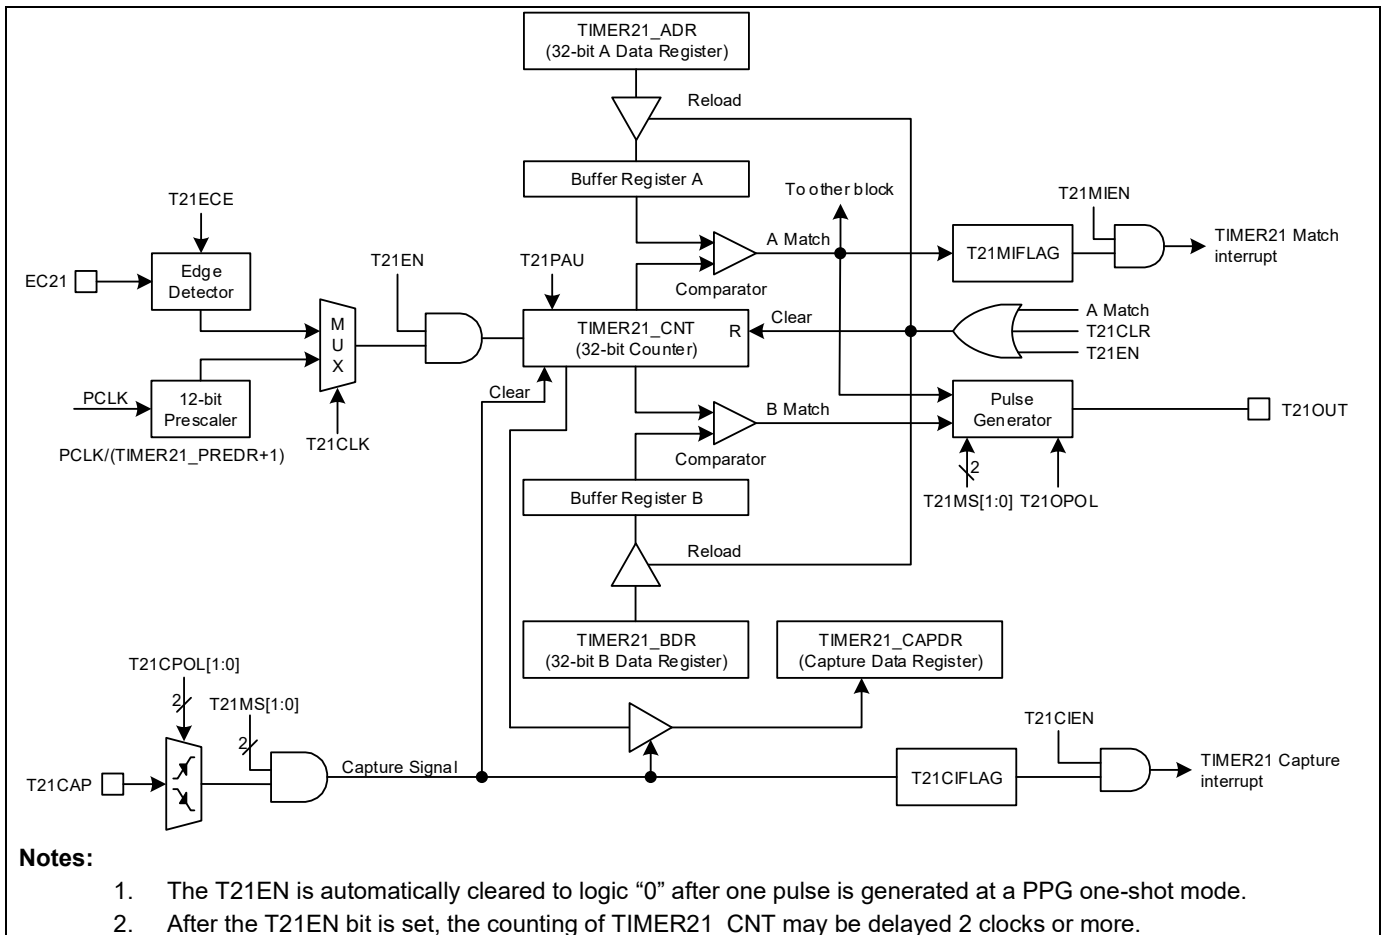 TIMER21_ADR
(32-bit A Data Register)
Reload
Buffer Register A
To other block
T21MIEN
T21ECE
A Match
T21MIFLAG
TIMER21 Match
interrupt
EC21
Edge
Detector
T21EN
T21PAU
Comparator
M
U
X
TIMER21_CNT
(32-bit Counter)
R
Clear
A Match
T21CLR
T21EN
PCLK
12-bit
Prescaler
Clear
B Match
Pulse
Generator
T21OUT
T21CLK
PCLK/(TIMER21_PREDR+1)
Comparator
2
Buffer Register B
T21MS[1:0]
T21OPOL
Reload
TIMER21_BDR
(32-bit B Data Register)
TIMER21_CAPDR
(Capture Data Register)
T21CPOL[1:0]
2
T21MS[1:0]
2
T21CIEN
T21CAP
Capture Signal
T21CIFLAG
TIMER21 Capture
interrupt
Notes:
1. The T21EN is automatically cleared to logic “0” after one pulse is generated at a PPG one-shot mode.
2. After the T21EN bit is set, the counting of TIMER21_CNT may be delayed 2 clocks or more.